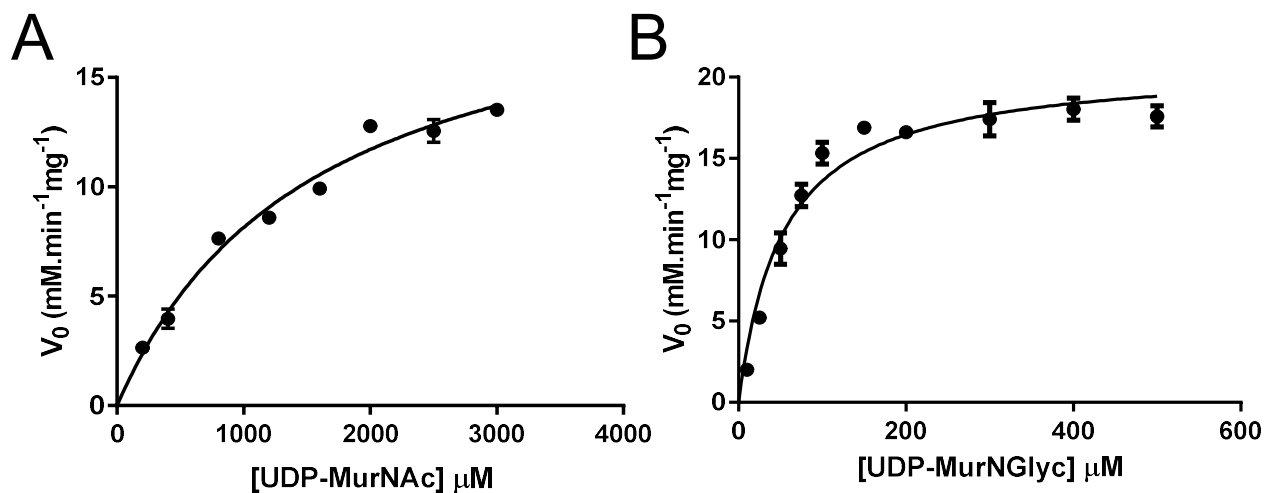 A
15
10
5
0
0 1000 2000 3000 4000
V₀ (mM.min⁻¹mg⁻¹)
[UDP-MurNAc] μM
B
20
15
10
5
0
0 200 400 600
V₀ (mM.min⁻¹mg⁻¹)
[UDP-MurNGlyc] μM